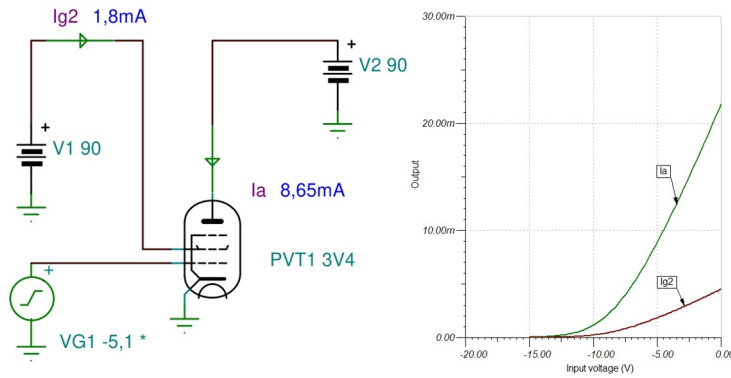 Ig2 1,8mA
+
V2 90
+
V1 90
Ia 8,65mA
PVT1 3V4
+
VG1 -5,1 *
30.00m
20.00m
Output
10.00m
0.00
Ia
Ig2
-20.00 -15.00 -10.00 -5.00 0.00
Input voltage (V)